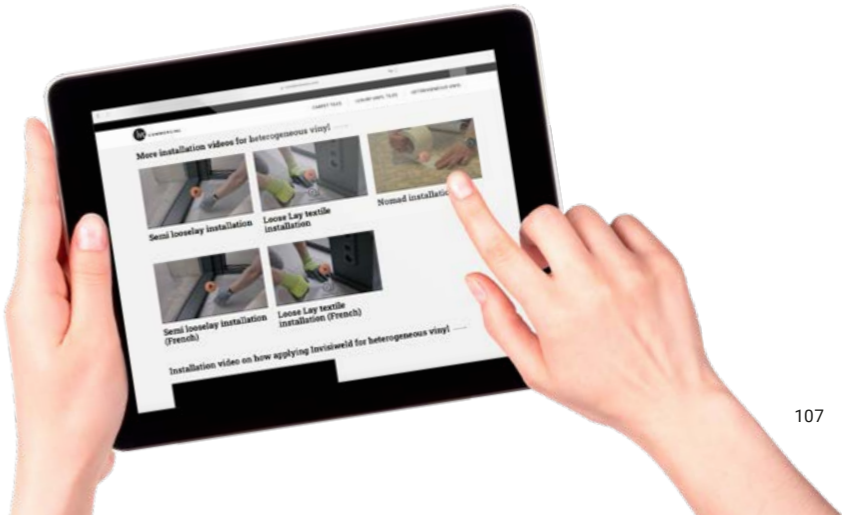 CARPET TILES
LUXURY VINYL TILES
HETEROGENEOUS VINYL
More installation videos for heterogeneous vinyl
Semi looselay installation
Loose Lay textile
installation
Nomad installation
Semi looselay installation
(French)
Loose Lay textile
installation (French)
Installation video on how applying Invisiweld for heterogeneous vinyl
107